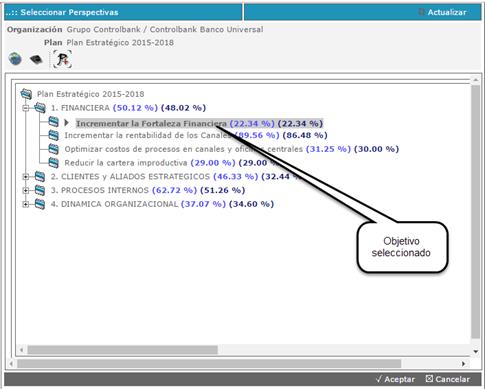 ..:: Seleccionar Perspectivas
Actualizar
Organización Grupo Controlbank / Controlbank Banco Universal
Plan Plan Estratégico 2015-2018
Plan Estratégico 2015-2018
1. FINANCIERA (50.12 %) (48.02 %)
Incrementar la Fortaleza Financiera (22.34 %) (22.34 %)
Incrementar la rentabilidad de los Canales (89.56 %) (86.48 %)
Optimizar costos de procesos en canales y oficinas centrales (31.25 %) (30.00 %)
Reducir la cartera improductiva (29.00 %) (29.00
2. CLIENTES y ALIADOS ESTRATEGICOS (46.33 %) (32.44
3. PROCESOS INTERNOS (62.72 %) (51.26 %)
4. DINAMICA ORGANIZACIONAL (37.07 %) (34.60 %)
Objetivo
seleccionado
Aceptar Cancelar